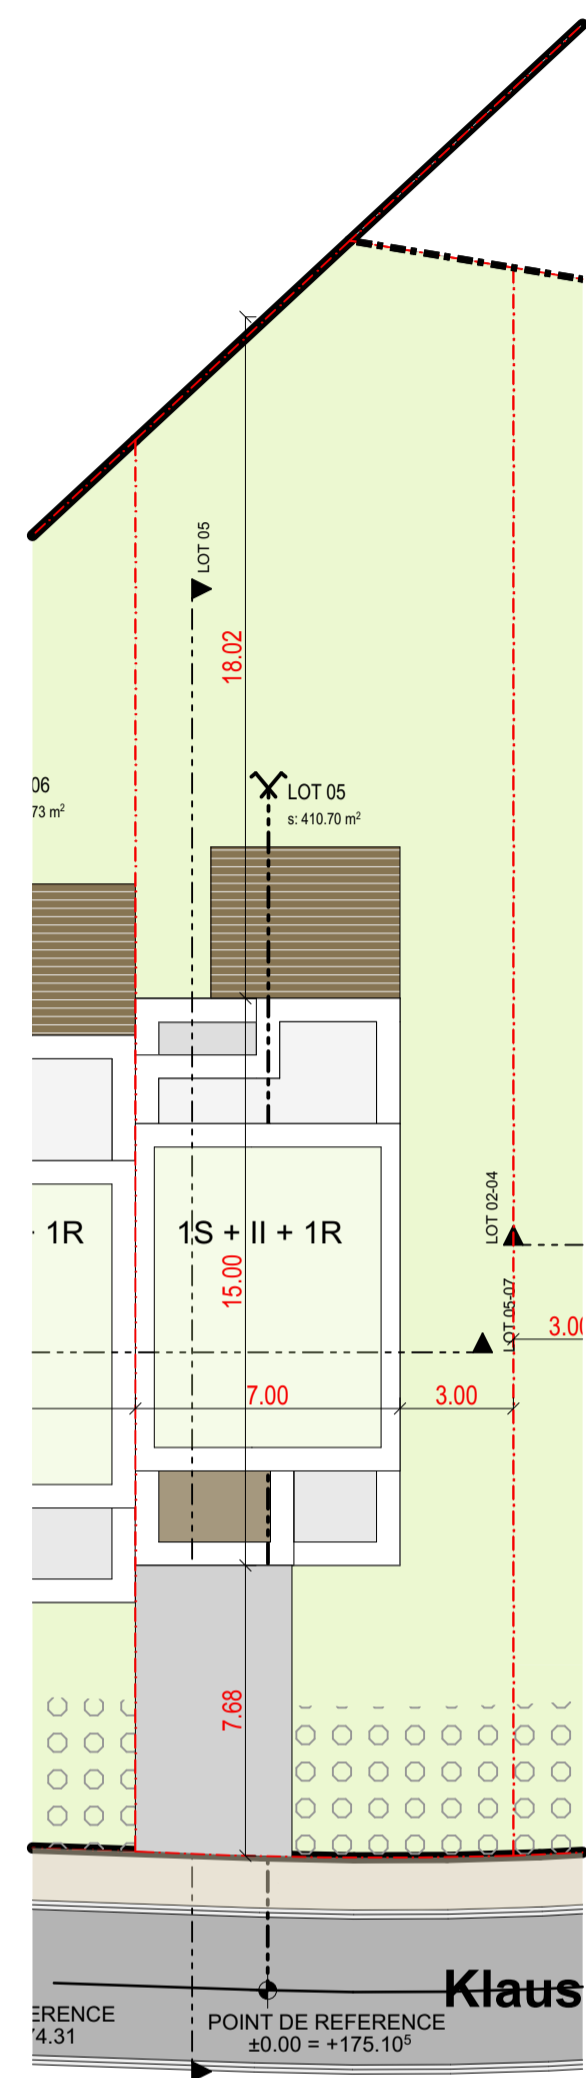 LOT 05
18.02
06
73 m²
LOT 05
s: 410.70 m²
1R
1S + II + 1R
15.00
LOT 02-04
LOT 05-07
3.00
7.00
3.00
7.68
Klaus
ERENCE
74.31
POINT DE REFERENCE
±0.00 = +175.10⁵